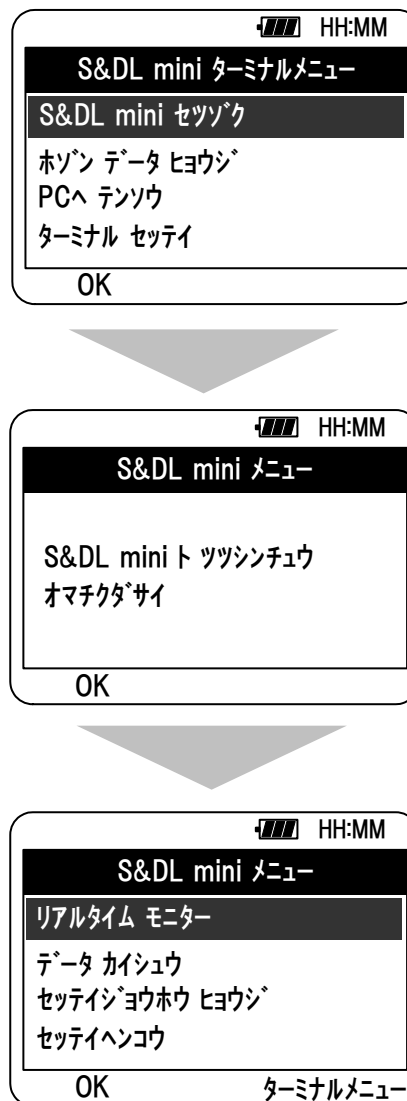 HH:MM
S&DL mini ﾀｰﾐﾅﾙﾒﾆｭｰ
S&DL mini ｾﾂｿﾞｸ
ﾎｿﾞﾝ ﾃﾞｰﾀ ﾋｮｳｼﾞ
PCﾍ ﾃﾝｿｳ
ﾀｰﾐﾅﾙ ｾｯﾃｲ
OK
HH:MM
S&DL mini ﾒﾆｭｰ
S&DL miniﾄ ﾂﾂｼﾝﾁｭｳ
ｵﾏﾁｸﾀﾞｻｲ
OK
HH:MM
S&DL mini ﾒﾆｭｰ
ﾘｱﾙﾀｲﾑ ﾓﾆﾀｰ
ﾃﾞｰﾀ ｶｲｼｭｳ
ｾｯﾃｲｼﾞｮｳﾎｳ ﾋｮｳｼﾞ
ｾｯﾃｲﾍﾝｺｳ
OK ﾀｰﾐﾅﾙﾒﾆｭｰ